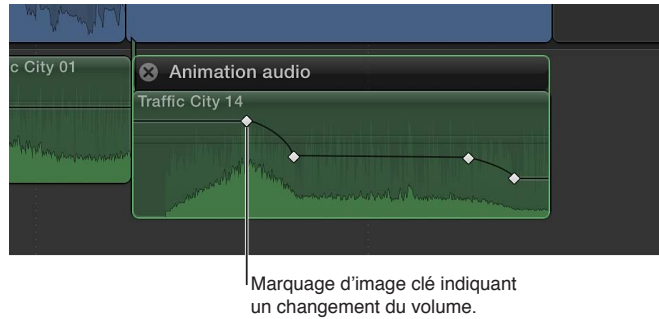 c City 01
Animation audio
Traffic City 14
Marquage d’image clé indiquant
un changement du volume.